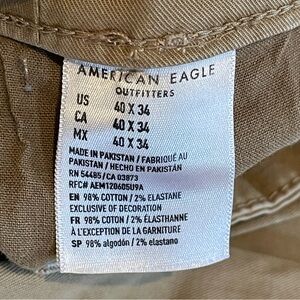 AMERICAN EAGLE
OUTFITTERS
US 40 X 34
CA 40 X 34
MX 40 X 34
MADE IN PAKISTAN / FABRIQUÉ AU
PAKISTAN / HECHO EN PAKISTÁN
RN 54485/CA 03873
RFC# AEM120605U9A
EN 98% COTTON / 2% ELASTANE
EXCLUSIVE OF DECORATION
FR 98% COTON / 2% ÉLASTHANNE
À L'EXCEPTION DE LA GARNITURE
SP 98% algodón / 2% elastano